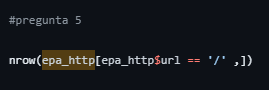 #pregunta 5
nrow(epa_http[epa_http$url == '/' ,])